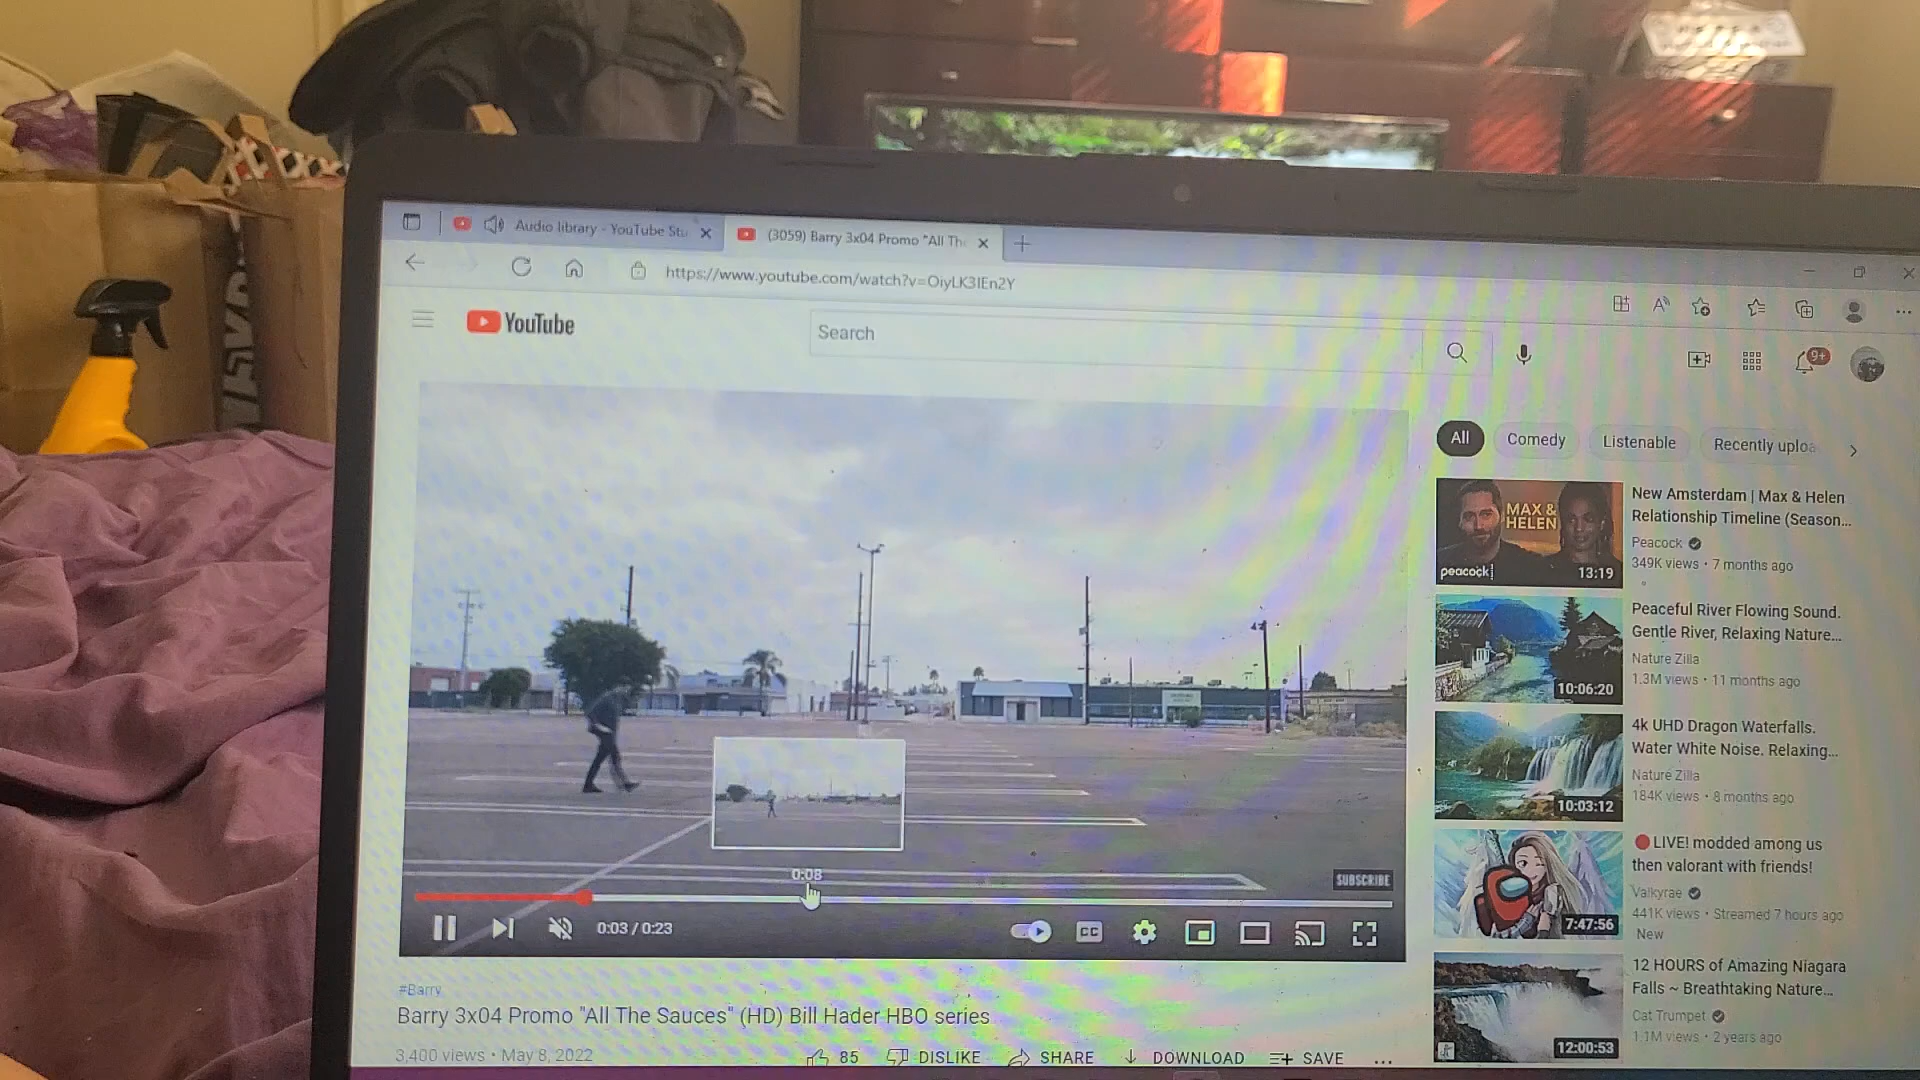 Audio library - YouTube Stu
(3059) Barry 3x04 Promo "All The
https://www.youtube.com/watch?v=OiyLK3IEn2Y
YouTube
Search
9+
All
Comedy
Listenable
Recently uploa
MAX &
HELEN
peacock
13:19
New Amsterdam | Max & Helen
Relationship Timeline (Season...
Peacock
349K views • 7 months ago
10:06:20
Peaceful River Flowing Sound.
Gentle River, Relaxing Nature...
Nature Zilla
1.3M views • 11 months ago
10:03:12
4k UHD Dragon Waterfalls.
Water White Noise. Relaxing...
Nature Zilla
184K views • 8 months ago
7:47:56
LIVE! modded among us
then valorant with friends!
Valkyrae
441K views • Streamed 7 hours ago
New
12:00:53
12 HOURS of Amazing Niagara
Falls ~ Breathtaking Nature...
Cat Trumpet
1.1M views • 2 years ago
0:08
SUBSCRIBE
0:03 / 0:23
CC
#Barry
Barry 3x04 Promo "All The Sauces" (HD) Bill Hader HBO series
3,400 views • May 8, 2022
85
DISLIKE
SHARE
DOWNLOAD
SAVE